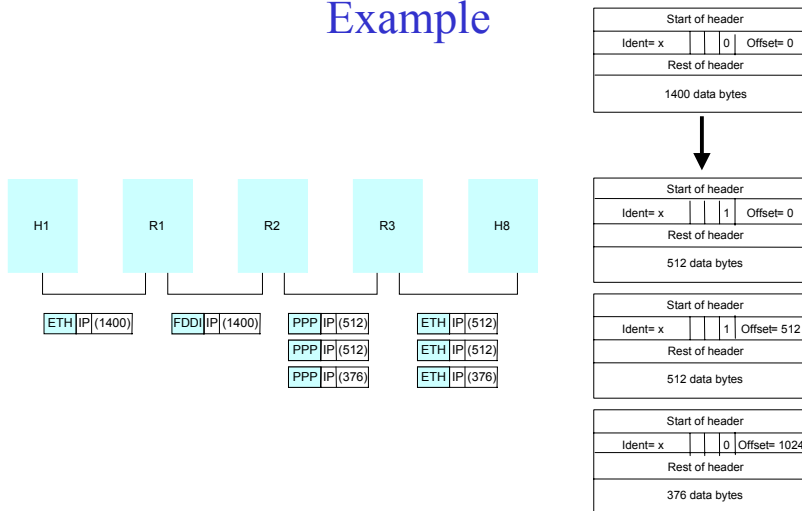 Example
H1
R1
R2
R3
H8
ETH IP (1400)
FDDI IP (1400)
PPP IP (512)
PPP IP (512)
PPP IP (376)
ETH IP (512)
ETH IP (512)
ETH IP (376)
Start of header
Ident= x 0 Offset= 0
Rest of header
1400 data bytes
Start of header
Ident= x 1 Offset= 0
Rest of header
512 data bytes
Start of header
Ident= x 1 Offset= 512
Rest of header
512 data bytes
Start of header
Ident= x 0 Offset= 1024
Rest of header
376 data bytes